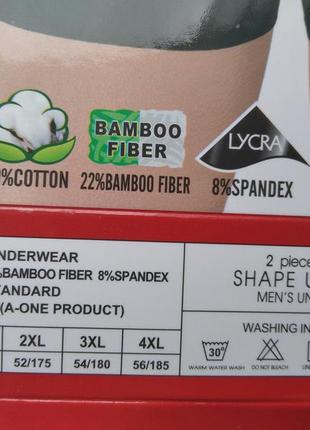 BAMBOO
FIBER
LYCRA
%COTTON 22%BAMBOO FIBER 8%SPANDEX
NDERWEAR
%BAMBOO FIBER 8%SPANDEX
TANDARD
(A-ONE PRODUCT)
2XL 3XL 4XL
52/175 54/180 56/185
2 piece
SHAPE U
MEN'S UN
WASHING IN
30°
WARM WATER WASH DO NOT BLEACH